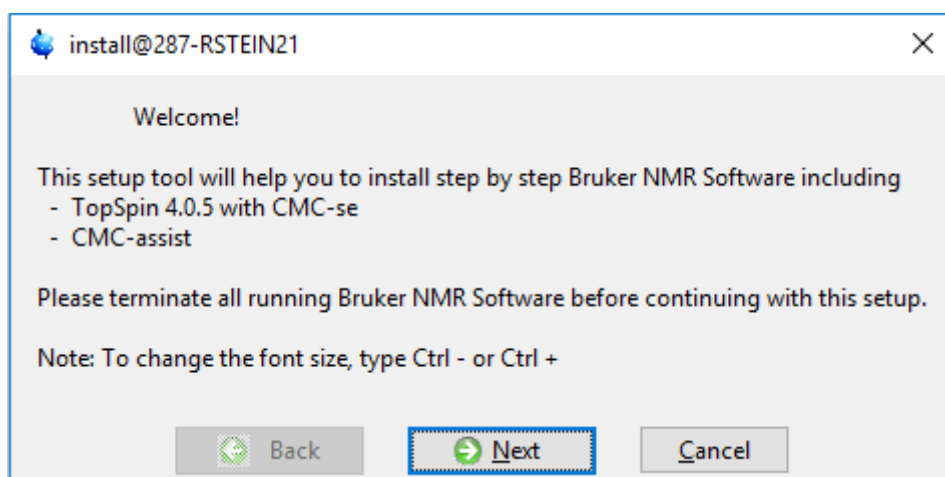 install@287-RSTEIN21
Welcome!
This setup tool will help you to install step by step Bruker NMR Software including
- TopSpin 4.0.5 with CMC-se
- CMC-assist
Please terminate all running Bruker NMR Software before continuing with this setup.
Note: To change the font size, type Ctrl - or Ctrl +
Back
Next
Cancel